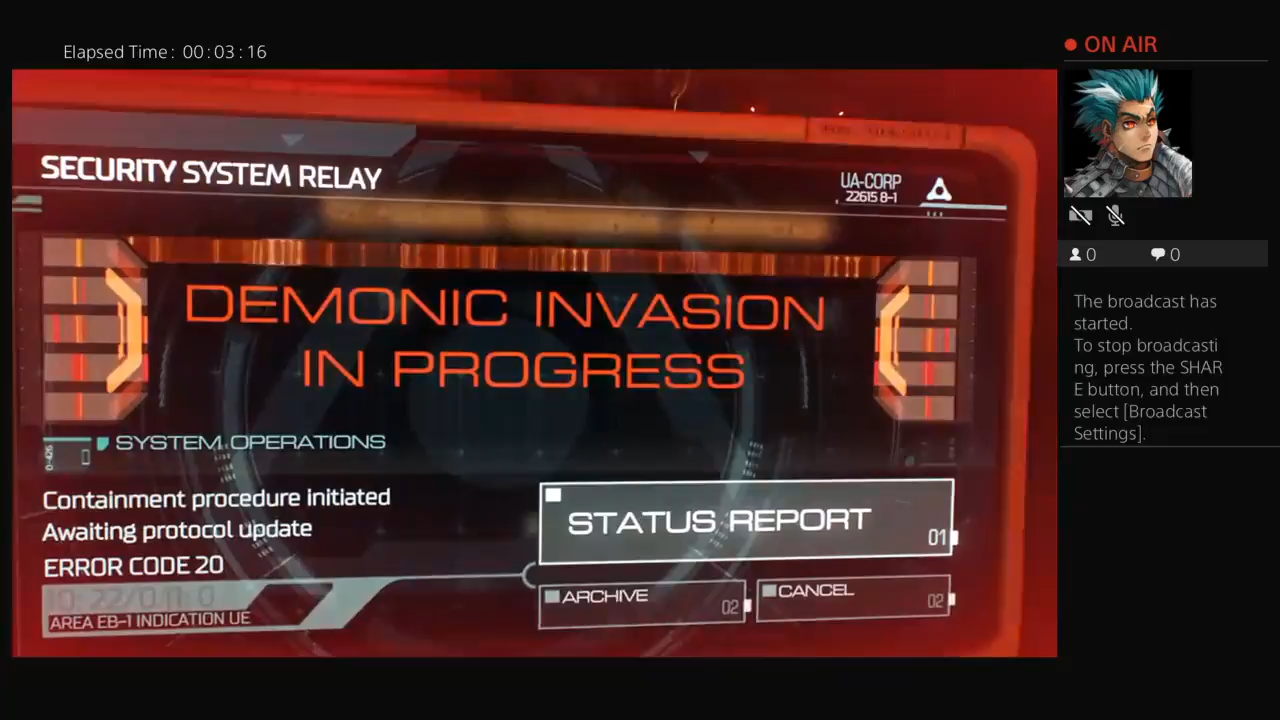 Elapsed Time: 00:03:16
ON AIR
SECURITY SYSTEM RELAY
UA-CORP
22615 8-1
DEMONIC INVASION
IN PROGRESS
SYSTEM OPERATIONS
Containment procedure initiated
Awaiting protocol update
ERROR CODE 20
AREA EB-1 INDICATION UE
STATUS REPORT
01
ARCHIVE
02
CANCEL
02
0
0
The broadcast has
started.
To stop broadcasti
ng, press the SHAR
E button, and then
select [Broadcast
Settings].